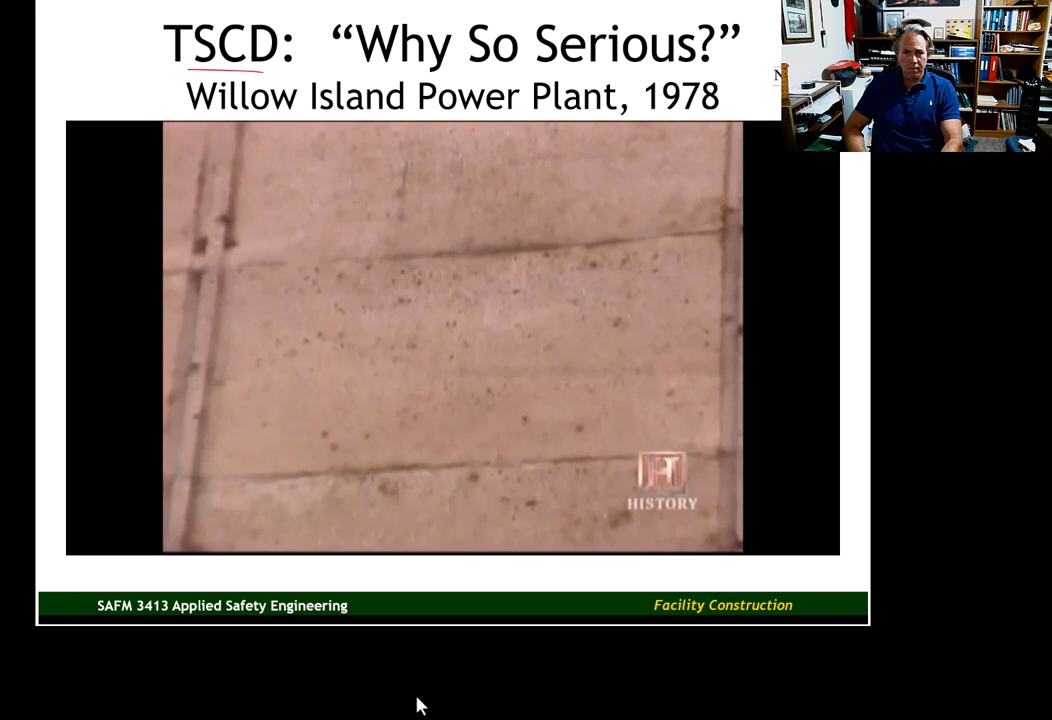 TSCD: “Why So Serious?”
Willow Island Power Plant, 1978
N
H
HISTORY
SAFM 3413 Applied Safety Engineering
Facility Construction